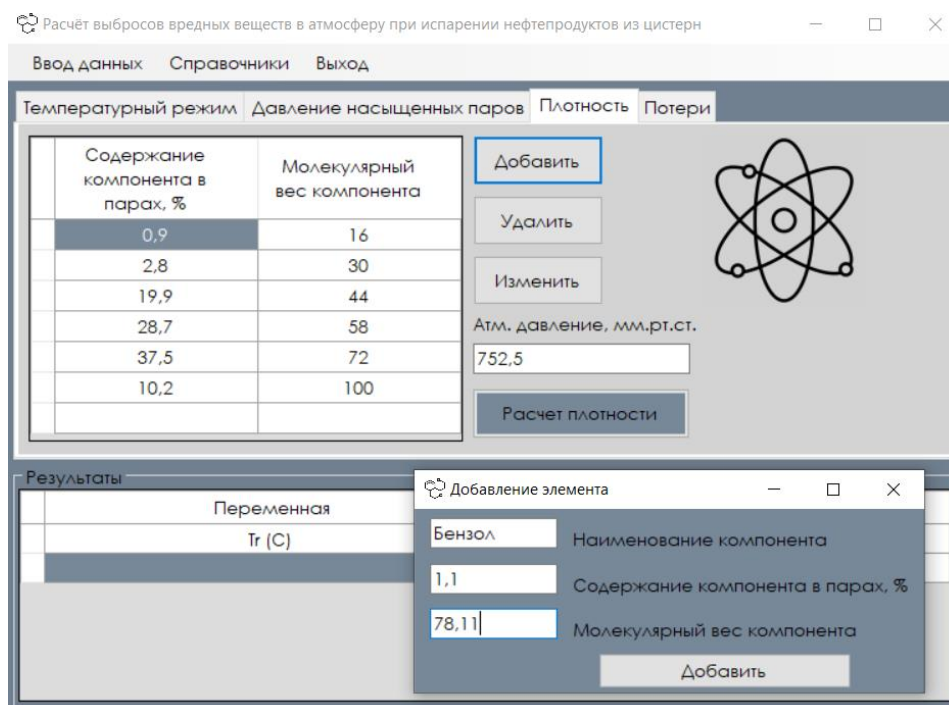 Расчёт выбросов вредных веществ в атмосферу при испарении нефтепродуктов из цистерн
Ввод данных Справочники Выход
Температурный режим Давление насыщенных паров Плотность Потери
Содержание
компонента в
парах, %
Молекулярный
вес компонента
0,9 16
2,8 30
19,9 44
28,7 58
37,5 72
10,2 100
Добавить
Удалить
Изменить
Атм. давление, мм.рт.ст.
752,5
Расчет плотности
Результаты
Переменная
Tr (C)
Добавление элемента
Бензол Наименование компонента
1,1 Содержание компонента в парах, %
78,11 Молекулярный вес компонента
Добавить